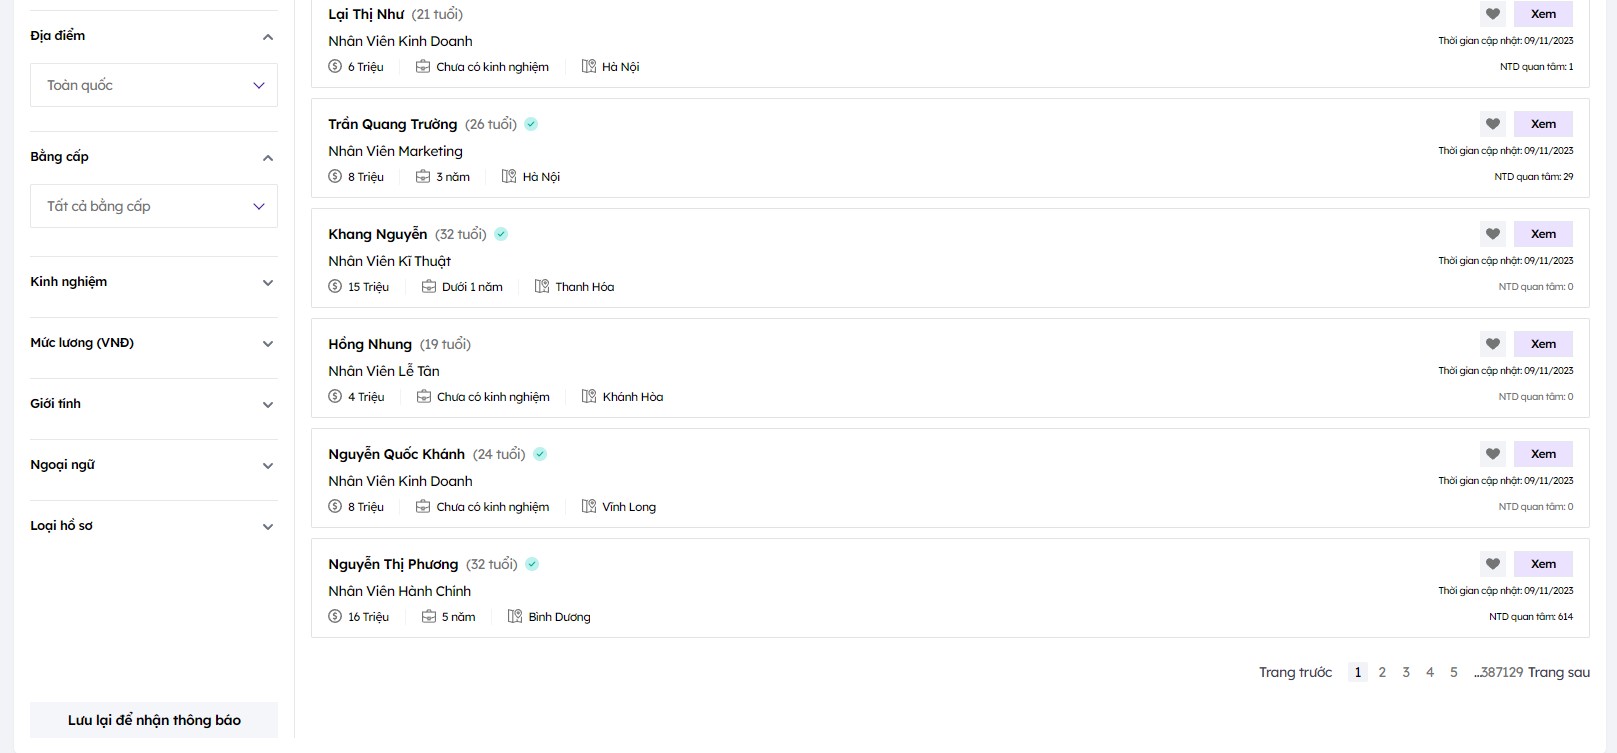 Địa điểm
Toàn quốc
Bằng cấp
Tất cả bằng cấp
Kinh nghiệm
Mức lương (VNĐ)
Giới tính
Ngoại ngữ
Loại hồ sơ
Lưu lại để nhận thông báo
Lại Thị Như (21 tuổi) Xem
Nhân Viên Kinh Doanh Thời gian cập nhật: 09/11/2023
6 Triệu Chưa có kinh nghiệm Hà Nội NTD quan tâm: 1
Trần Quang Trường (26 tuổi) Xem
Nhân Viên Marketing Thời gian cập nhật: 09/11/2023
8 Triệu 3 năm Hà Nội NTD quan tâm: 29
Khang Nguyễn (32 tuổi) Xem
Nhân Viên Kĩ Thuật Thời gian cập nhật: 09/11/2023
15 Triệu Dưới 1 năm Thanh Hóa NTD quan tâm: 0
Hồng Nhung (19 tuổi) Xem
Nhân Viên Lễ Tân Thời gian cập nhật: 09/11/2023
4 Triệu Chưa có kinh nghiệm Khánh Hòa NTD quan tâm: 0
Nguyễn Quốc Khánh (24 tuổi) Xem
Nhân Viên Kinh Doanh Thời gian cập nhật: 09/11/2023
8 Triệu Chưa có kinh nghiệm Vĩnh Long NTD quan tâm: 0
Nguyễn Thị Phương (32 tuổi) Xem
Nhân Viên Hành Chính Thời gian cập nhật: 09/11/2023
16 Triệu 5 năm Bình Dương NTD quan tâm: 614
Trang trước 1 2 3 4 5 ...387129 Trang sau